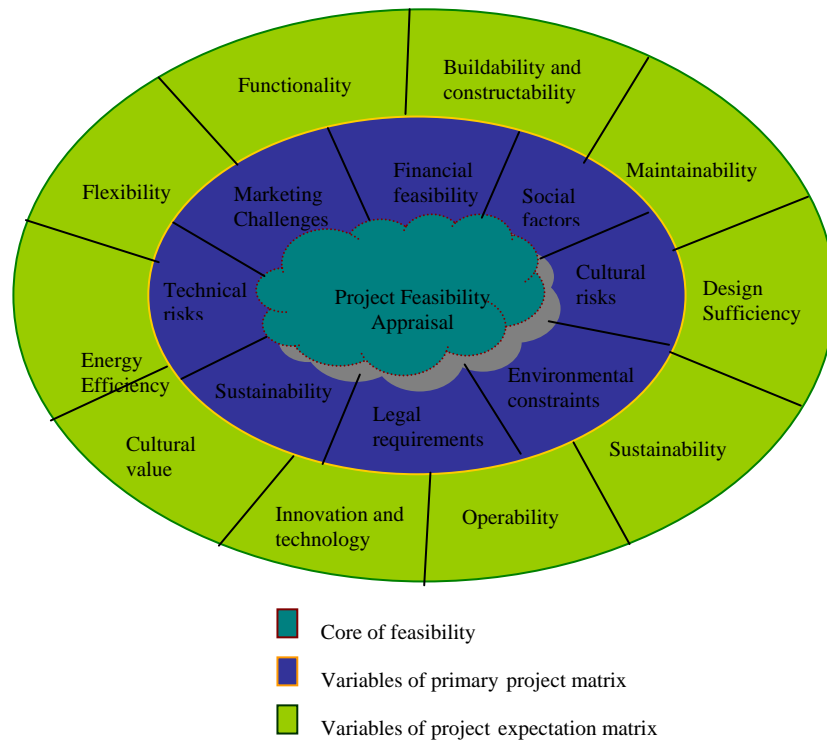 Functionality
Buildability and
constructability
Flexibility
Maintainability
Marketing
Challenges
Financial
feasibility
Social
factors
Technical
risks
Project Feasibility
Appraisal
Cultural
risks
Design
Sufficiency
Energy
Efficiency
Sustainability
Legal
requirements
Environmental
constraints
Cultural
value
Sustainability
Innovation and
technology
Operability
Core of feasibility
Variables of primary project matrix
Variables of project expectation matrix